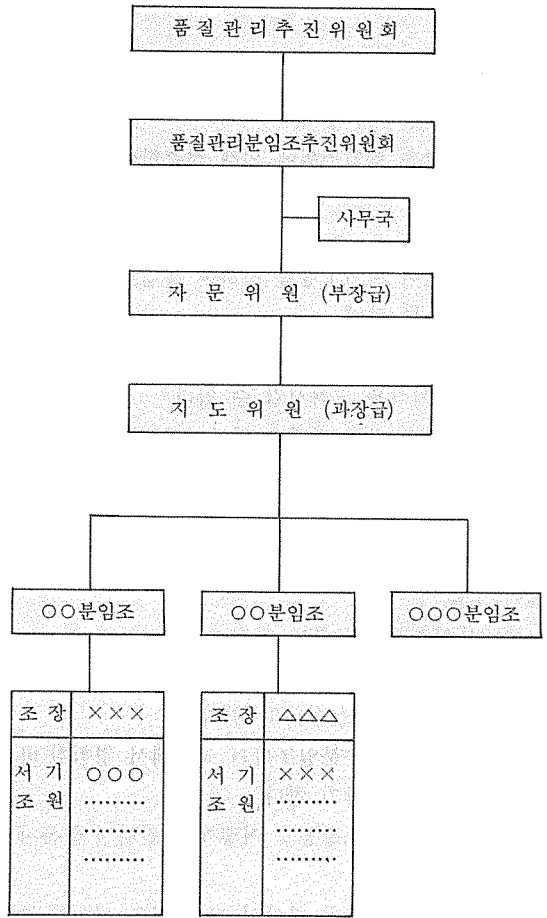 품질관리추진위원회
품질관리분임조추진위원회
사무국
자문위원 (부장급)
지도위원 (과장급)
○○분임조
○○분임조
○○○분임조
조장 ×××
서기 ○○○
조원 ………
………
………
조장 △△△
서기 ×××
조원 ………
………
………